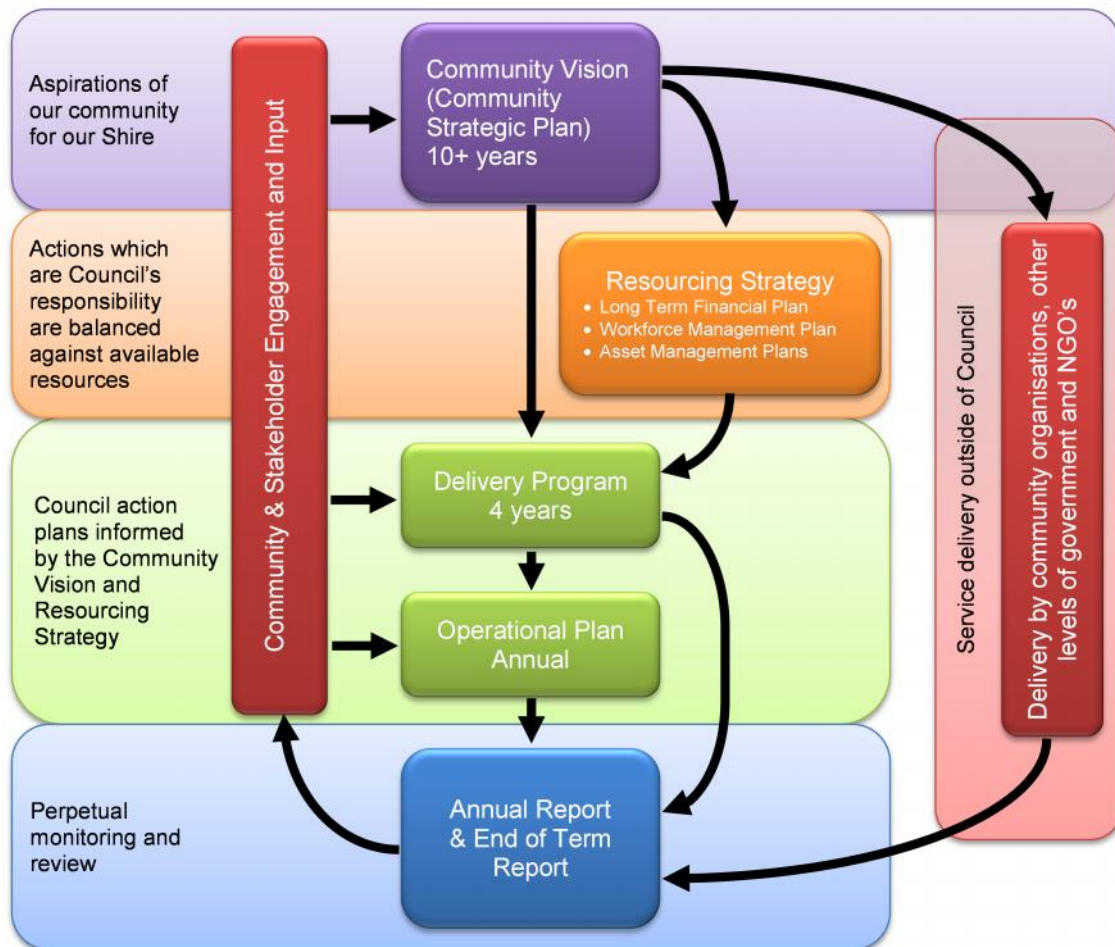 Aspirations of
our community
for our Shire
Community & Stakeholder Engagement and Input
Community Vision
(Community
Strategic Plan)
10+ years
Actions which
are Council's
responsibility
are balanced
against available
resources
Resourcing Strategy
• Long Term Financial Plan
• Workforce Management Plan
• Asset Management Plans
Service delivery outside of Council
Delivery by community organisations, other
levels of government and NGO's
Council action
plans informed
by the Community
Vision and
Resourcing
Strategy
Delivery Program
4 years
Operational Plan
Annual
Perpetual
monitoring and
review
Annual Report
& End of Term
Report